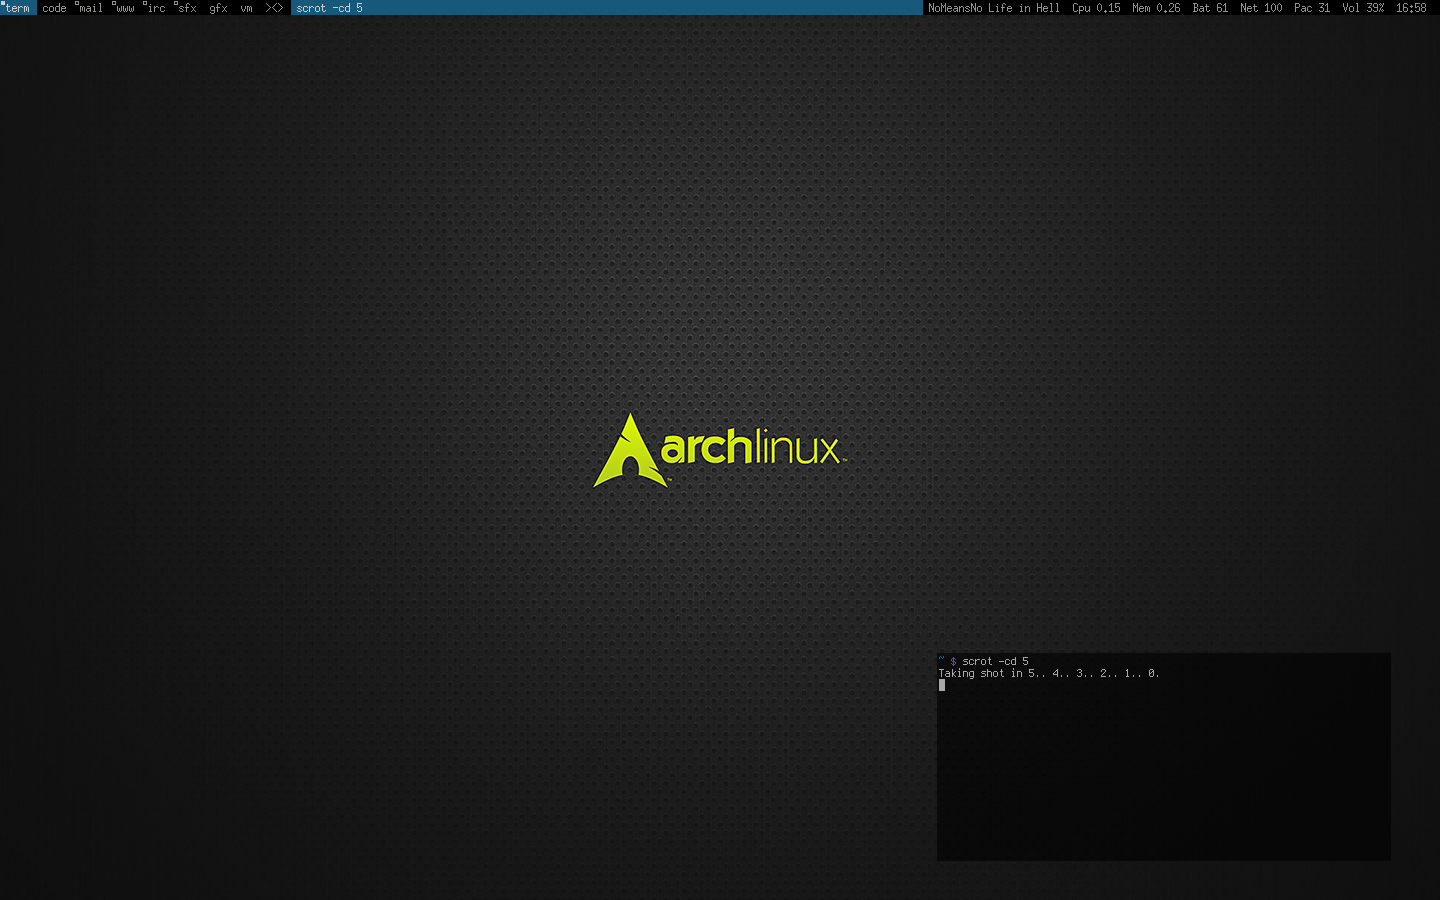 term code mail www irc sfx gfx vm ><> scrot -cd 5 NoMeansNo Life in Hell Cpu 0.15 Mem 0.26 Bat 61 Net 100 Pac 31 Vol 39% 16:58
archlinux™
™
~ $ scrot -cd 5
Taking shot in 5.. 4.. 3.. 2.. 1.. 0.